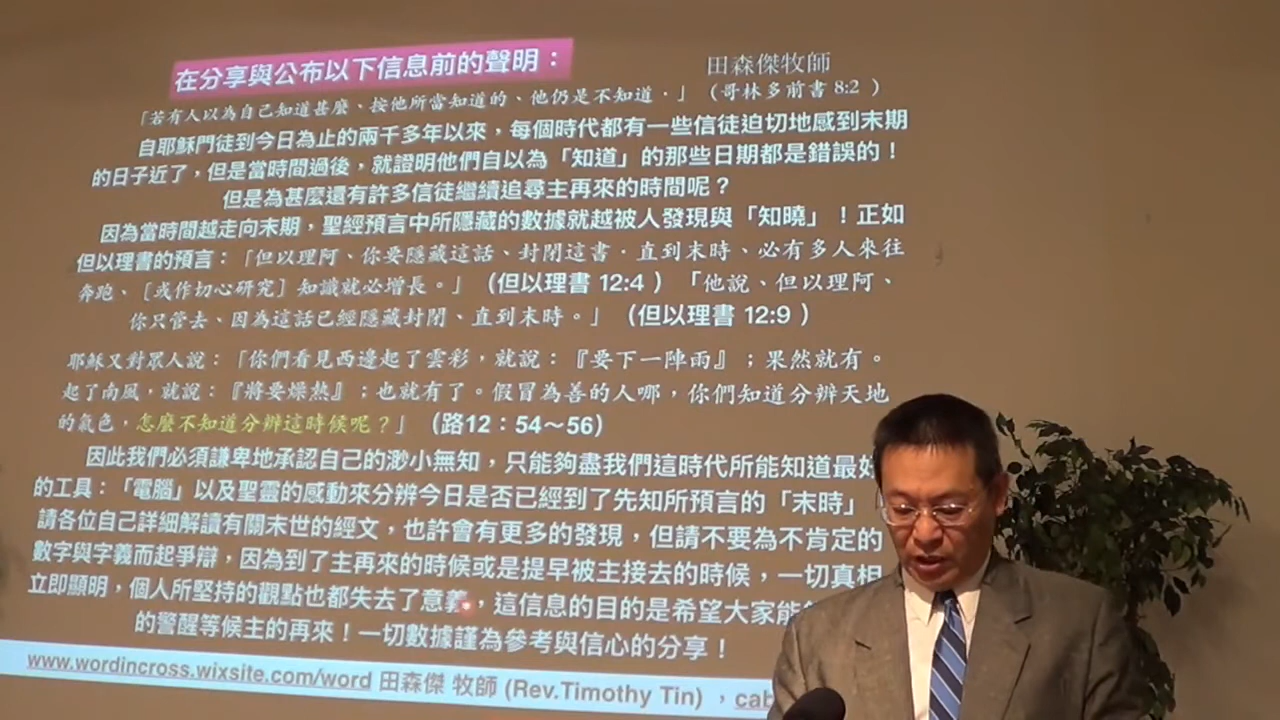 在分享與公布以下信息前的聲明：
田森傑牧師
「若有人以為自己知道甚麼、按他所當知道的、他仍是不知道．」（哥林多前書 8:2 ）
自耶穌門徒到今日為止的兩千多年以來，每個時代都有一些信徒迫切地感到末期
的日子近了，但是當時間過後，就證明他們自以為「知道」的那些日期都是錯誤的！
但是為甚麼還有許多信徒繼續追尋主再來的時間呢？
因為當時間越走向末期，聖經預言中所隱藏的數據就越被人發現與「知曉」！正如
但以理書的預言：「但以理阿、你要隱藏這話、封閉這書．直到末時、必有多人來往
奔跑、［或作切心研究］知識就必增長。」（但以理書 12:4 ）「他說、但以理阿、
你只管去、因為這話已經隱藏封閉、直到末時。」（但以理書 12:9 ）
耶穌又對眾人說：「你們看見西邊起了雲彩，就說：『要下一陣雨』；果然就有。
起了南風，就說：『將要燥熱』；也就有了。假冒為善的人哪，你們知道分辨天地
的氣色，怎麼不知道分辨這時候呢？」（路12：54～56）
因此我們必須謙卑地承認自己的渺小無知，只能夠盡我們這時代所能知道最好
的工具：「電腦」以及聖靈的感動來分辨今日是否已經到了先知所預言的「末時」
請各位自己詳細解讀有關末世的經文，也許會有更多的發現，但請不要為不肯定的
數字與字義而起爭辯，因為到了主再來的時候或是提早被主接去的時候，一切真相
立即顯明，個人所堅持的觀點也都失去了意義，這信息的目的是希望大家能
的警醒等候主的再來！一切數據謹為參考與信心的分享！
www.wordincross.wixsite.com/word 田森傑 牧師 (Rev.Timothy Tin) ，cab